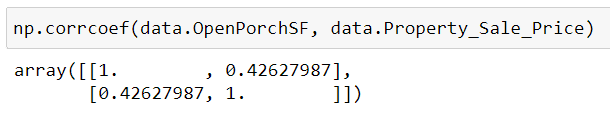 np.corrcoef(data.OpenPorchSF, data.Property_Sale_Price)
array([[1.        , 0.42627987],
       [0.42627987, 1.        ]])